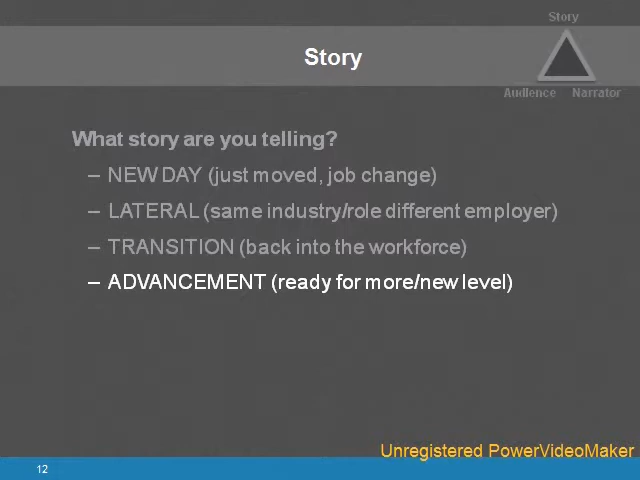 Story
Story
Audience Narrator
What story are you telling?
– NEW DAY (just moved, job change)
– LATERAL (same industry/role different employer)
– TRANSITION (back into the workforce)
– ADVANCEMENT (ready for more/new level)
Unregistered PowerVideoMaker
12